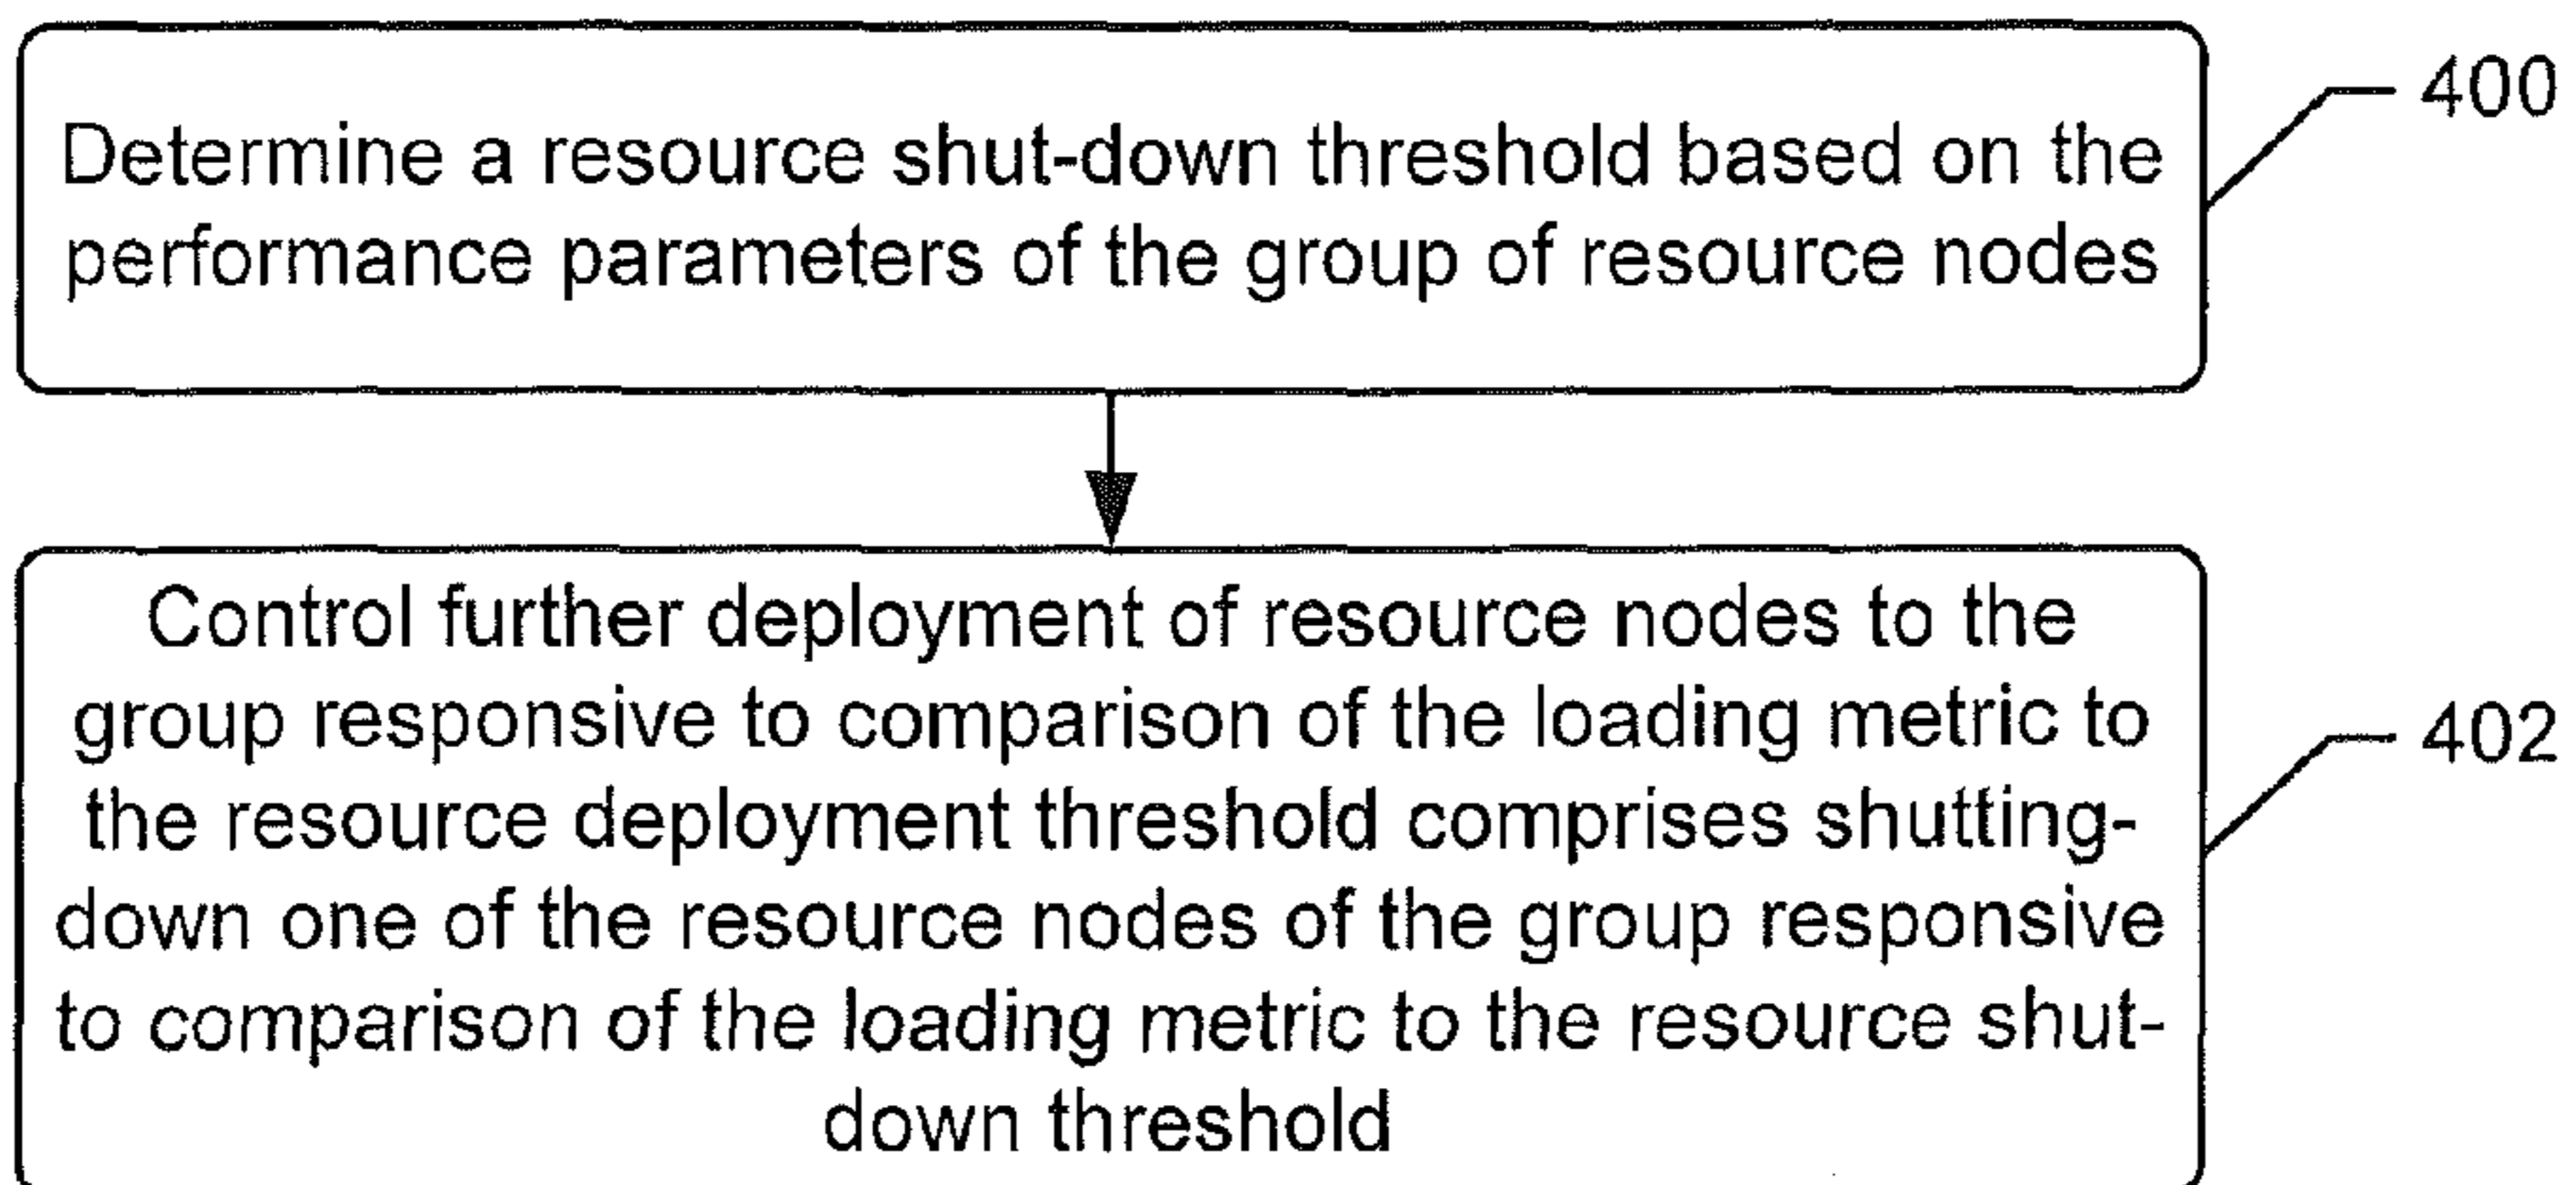 Determine a resource shut-down threshold based on the
performance parameters of the group of resource nodes
400
Control further deployment of resource nodes to the
group responsive to comparison of the loading metric to
the resource deployment threshold comprises shutting-
down one of the resource nodes of the group responsive
to comparison of the loading metric to the resource shut-
down threshold
402